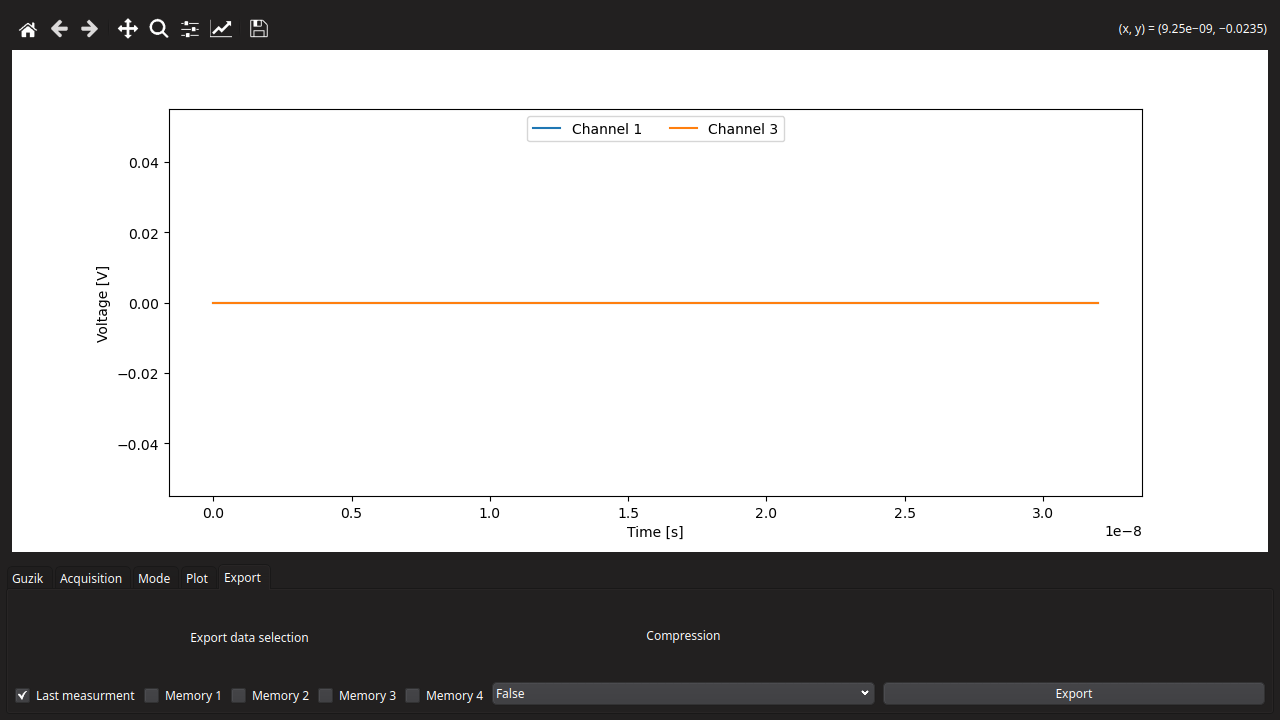 (x, y) = (9.25e−09, −0.0235)
Channel 1 Channel 3
0.04
0.02
0.00
−0.02
−0.04
Voltage [V]
0.0 0.5 1.0 1.5 2.0 2.5 3.0
Time [s]
1e−8
Guzik Acquisition Mode Plot Export
Export data selection Compression
Last measurment Memory 1 Memory 2 Memory 3 Memory 4 False Export